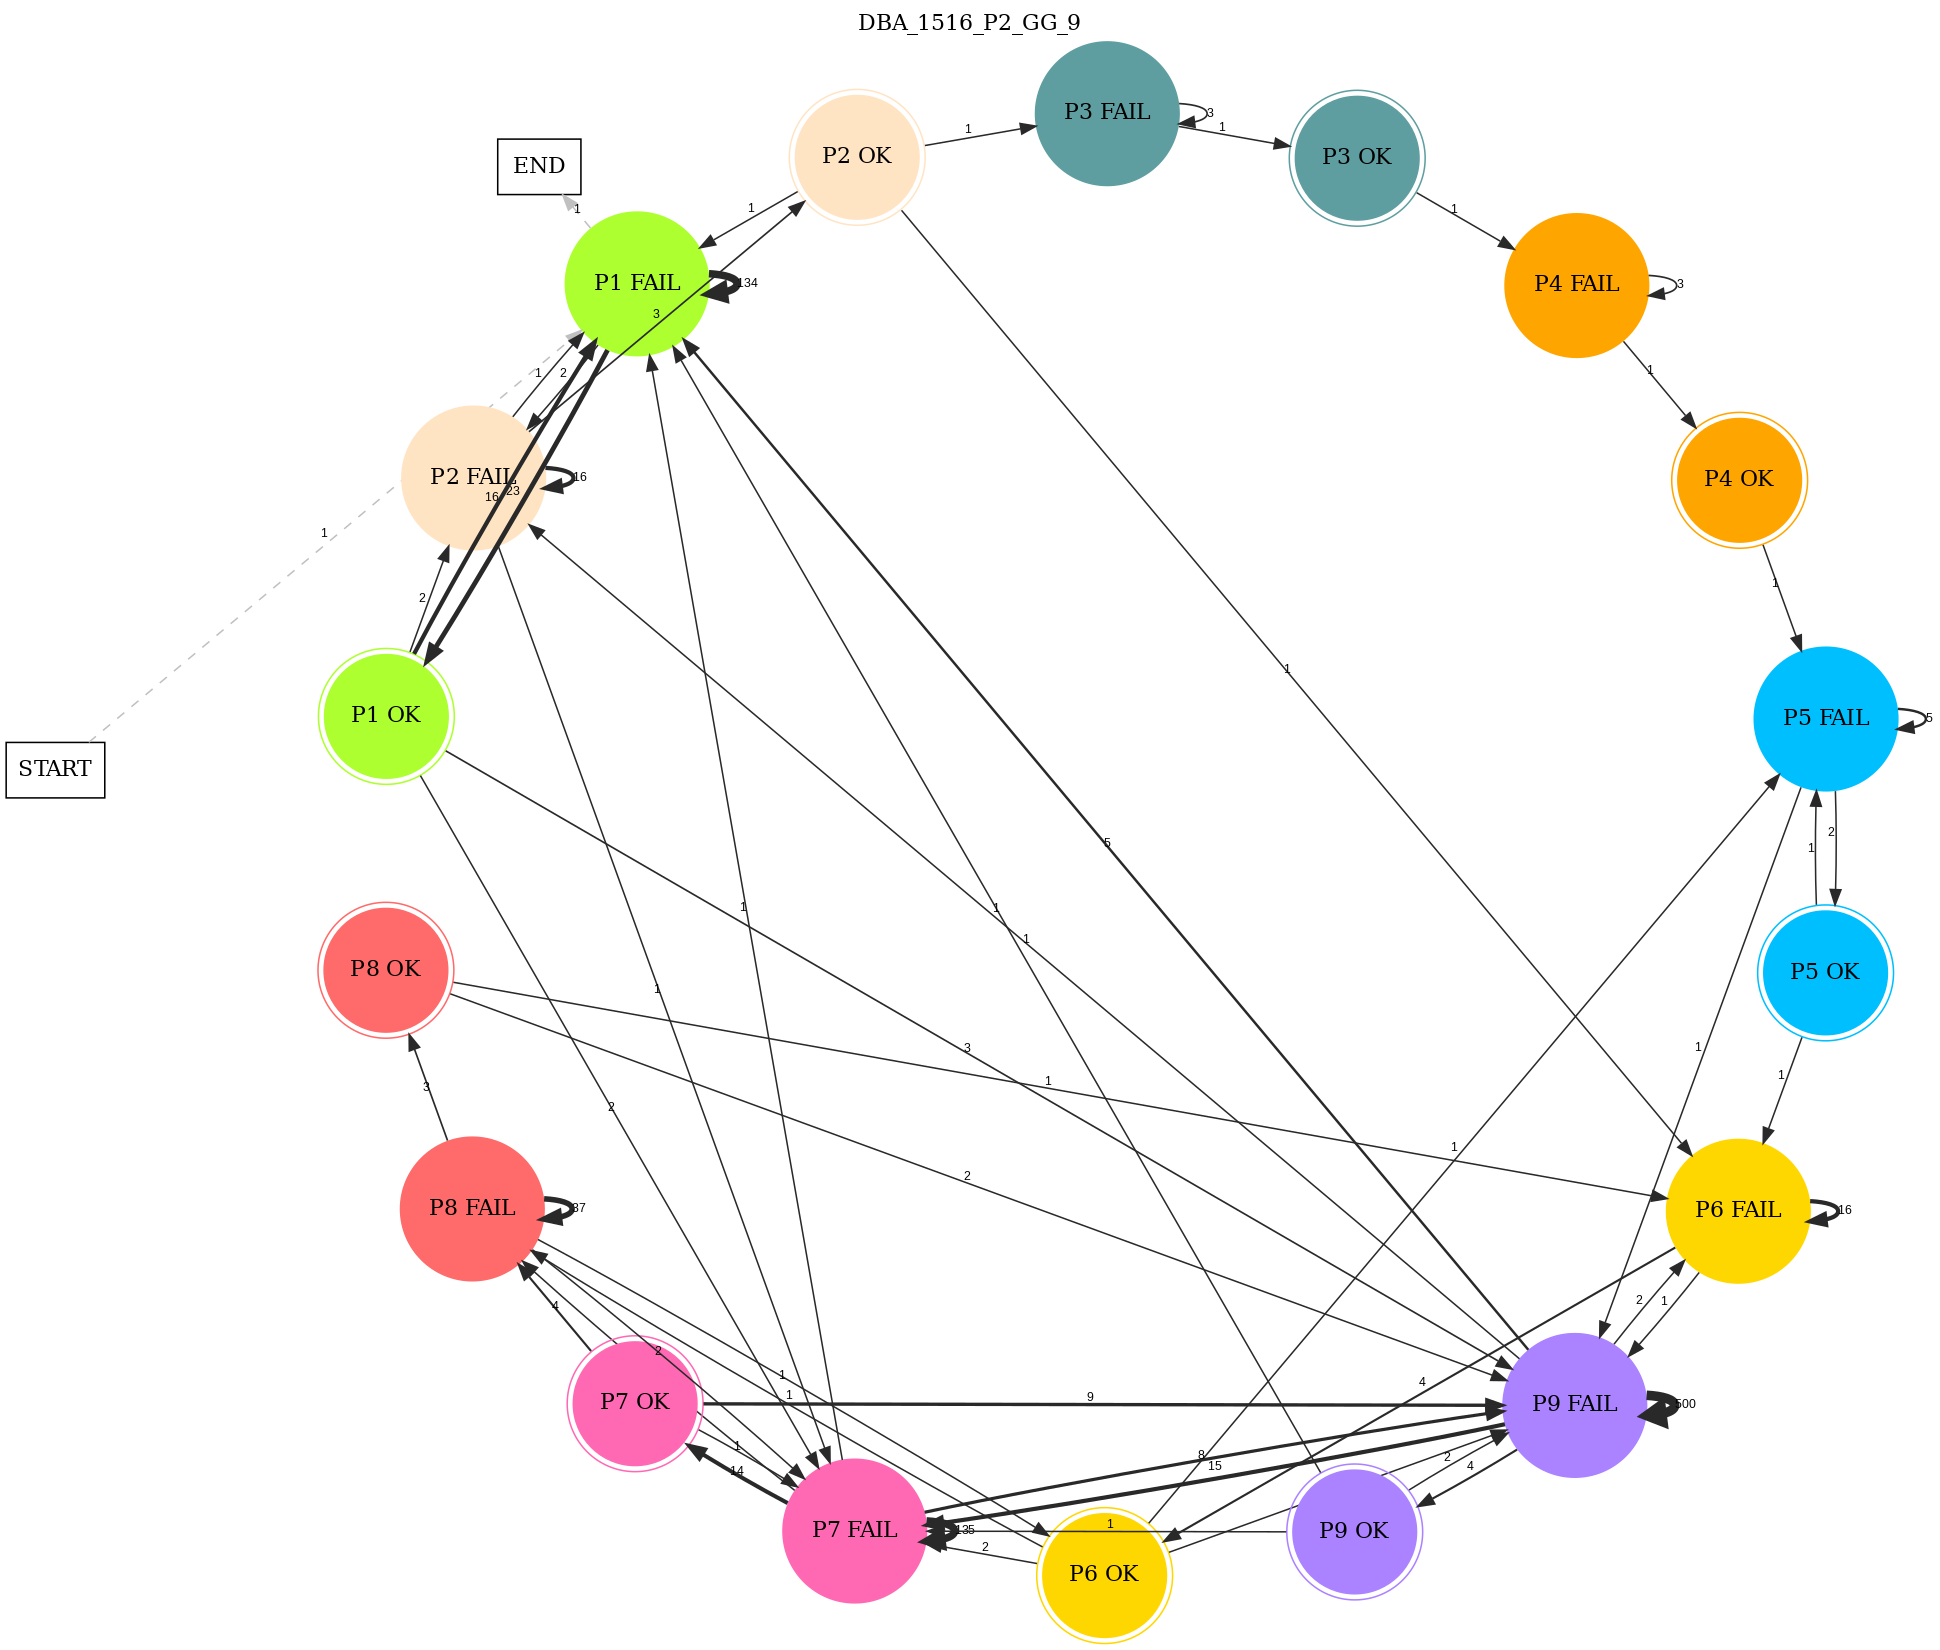 DBA_1516_P2_GG_9
P3 FAIL
3
P2 OK
1
1
P3 OK
END
1
1
1
P1 FAIL
134
P4 FAIL
3
3
1
1
2
P2 FAIL
16
16
23
P4 OK
1
2
1
1
P1 OK
P5 FAIL
5
START
5
1
2
1
1
1
P8 OK
P5 OK
1
3
1
1
1
3
2
1
2
P8 FAIL
37
P6 FAIL
16
2
1
4
2
1
1
4
P7 OK
9
P9 FAIL
500
1
14
8
15
2
4
P7 FAIL
135
1
P9 OK
2
P6 OK